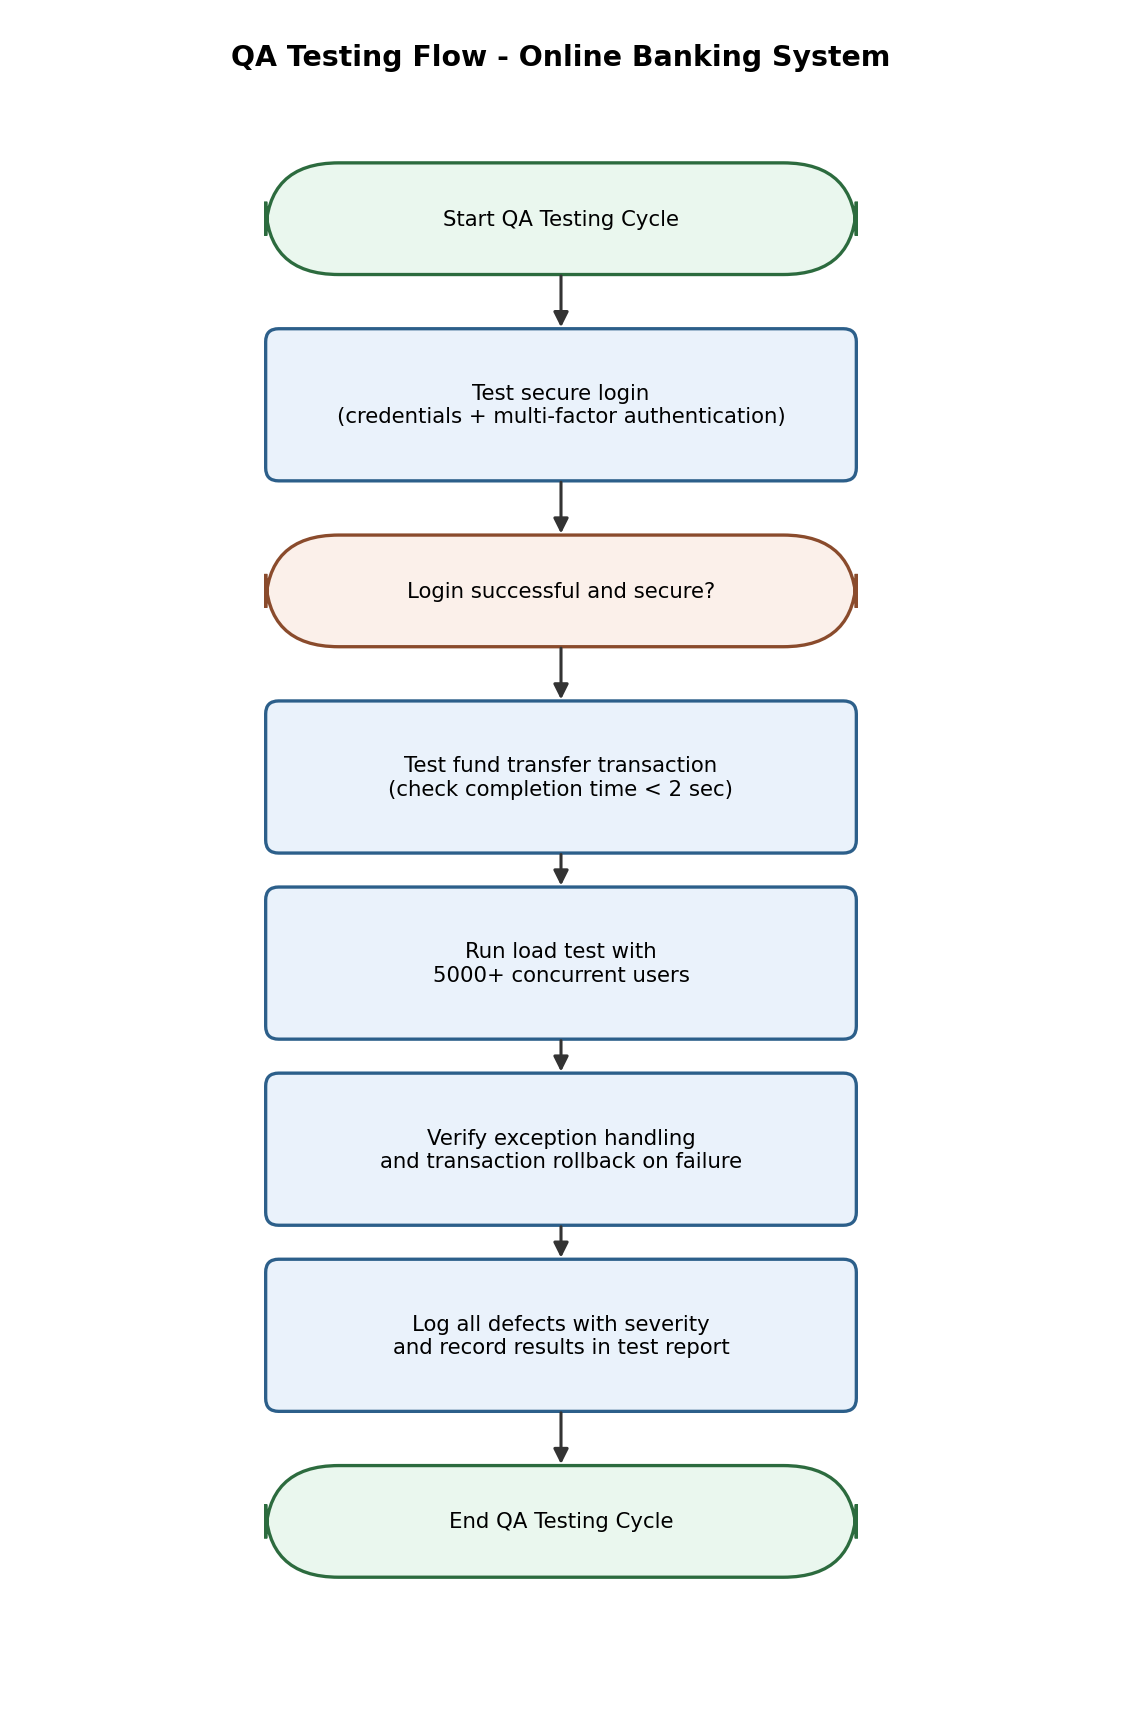 QA Testing Flow - Online Banking System
Start QA Testing Cycle
Test secure login
(credentials + multi-factor authentication)
Login successful and secure?
Test fund transfer transaction
(check completion time < 2 sec)
Run load test with
5000+ concurrent users
Verify exception handling
and transaction rollback on failure
Log all defects with severity
and record results in test report
End QA Testing Cycle